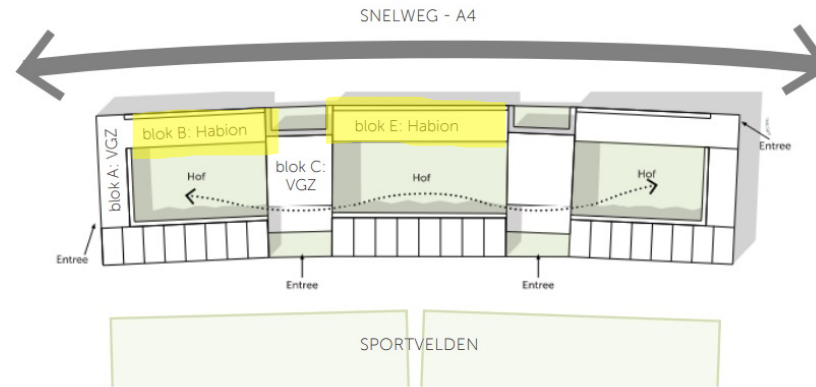 SNELWEG - A4
blok B: Habion
blok E: Habion
Entree
blok A: VGZ
blok C:
VGZ
Hof
Hof
Hof
Entree
Entree
Entree
SPORTVELDEN